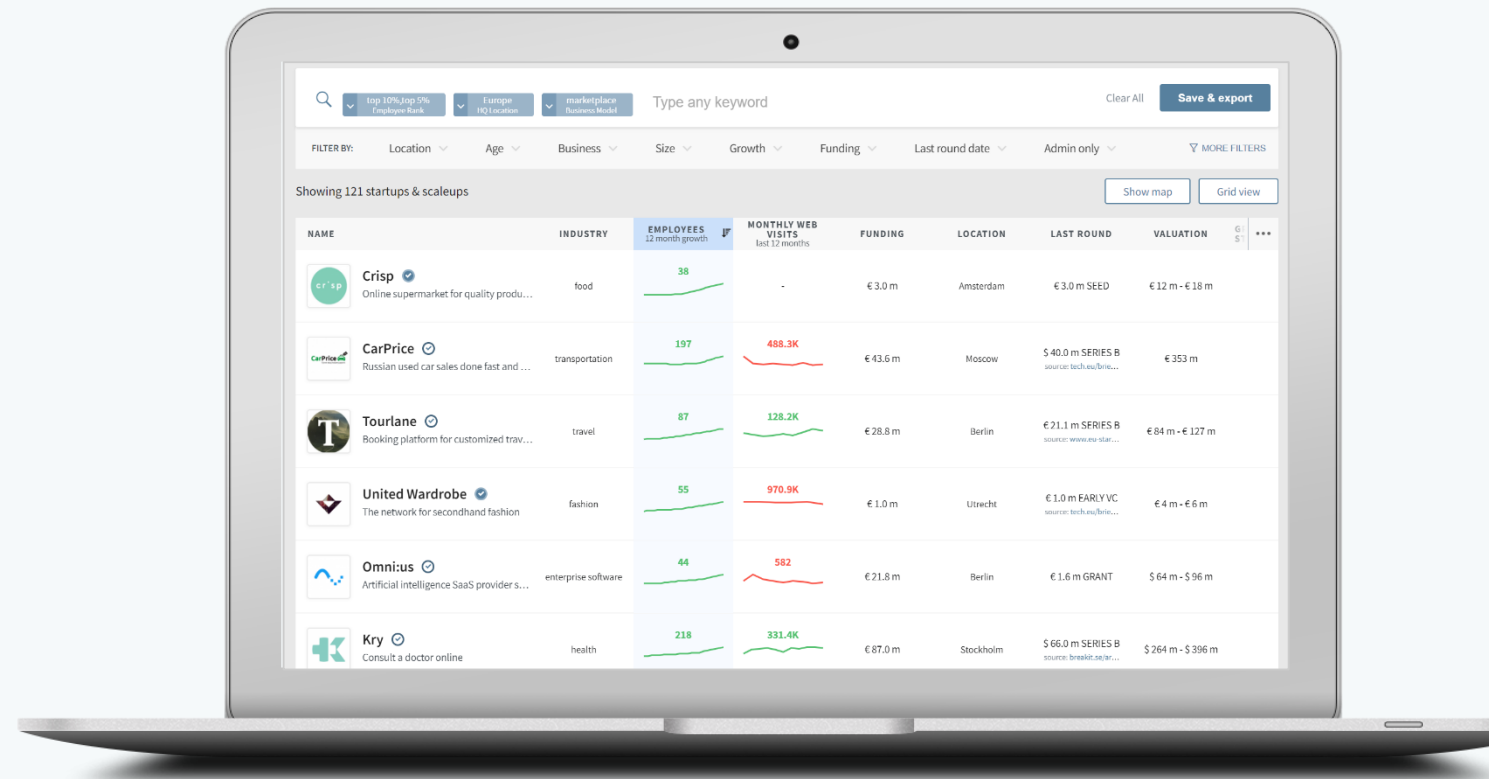 top 10%,top 5%
Employee Rank
Europe
HQ Location
marketplace
Business Model
Type any keyword
Clear All
Save & export
FILTER BY:
Location
Age
Business
Size
Growth
Funding
Last round date
Admin only
MORE FILTERS
Showing 121 startups & scaleups
Show map
Grid view
NAME
INDUSTRY
EMPLOYEES
12 month growth
MONTHLY WEB
VISITS
last 12 months
FUNDING
LOCATION
LAST ROUND
VALUATION
cr'sp
Crisp
Online supermarket for quality produ...
food
38
-
€ 3.0 m
Amsterdam
€ 3.0 m SEED
€ 12 m - € 18 m
CarPrice
CarPrice
Russian used car sales done fast and ...
transportation
197
488.3K
€ 43.6 m
Moscow
$ 40.0 m SERIES B
source: tech.eu/brie...
€ 353 m
T
Tourlane
Booking platform for customized trav...
travel
87
128.2K
€ 28.8 m
Berlin
€ 21.1 m SERIES B
source: www.eu-star...
€ 84 m - € 127 m
United Wardrobe
The network for secondhand fashion
fashion
55
970.9K
€ 1.0 m
Utrecht
€ 1.0 m EARLY VC
source: tech.eu/brie...
€ 4 m - € 6 m
Omni:us
Artificial intelligence SaaS provider s...
enterprise software
44
582
€ 21.8 m
Berlin
€ 1.6 m GRANT
$ 64 m - $ 96 m
Kry
Consult a doctor online
health
218
331.4K
€ 87.0 m
Stockholm
$ 66.0 m SERIES B
source: breakit.se/ar...
$ 264 m - $ 396 m